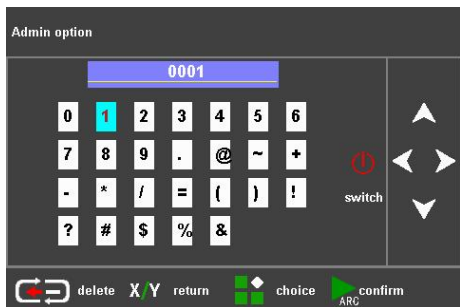 Admin option
0001
0 1 2 3 4 5 6
7 8 9 . @ ~ +
- * / = ( ) !
switch
? # $ % &
delete X/Y return choice confirm
ARC